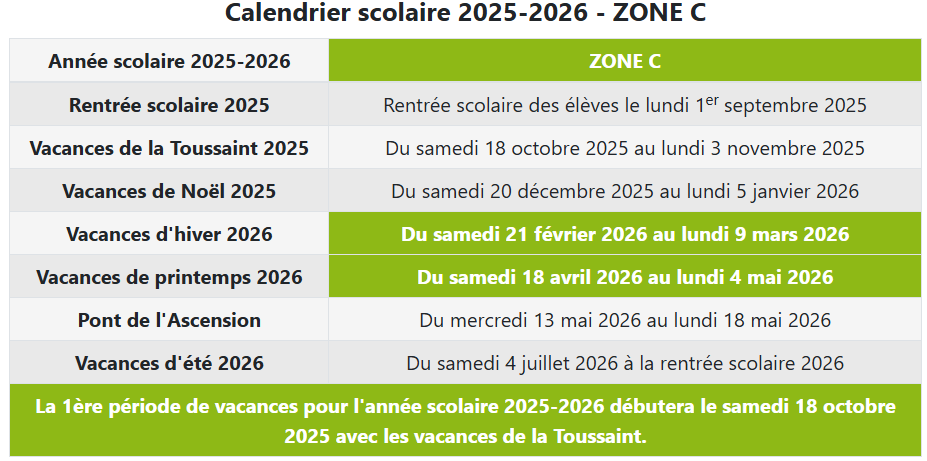 Calendrier scolaire 2025-2026 - ZONE C
Année scolaire 2025-2026 ZONE C
Rentrée scolaire 2025 Rentrée scolaire des élèves le lundi 1er septembre 2025
Vacances de la Toussaint 2025 Du samedi 18 octobre 2025 au lundi 3 novembre 2025
Vacances de Noël 2025 Du samedi 20 décembre 2025 au lundi 5 janvier 2026
Vacances d'hiver 2026 Du samedi 21 février 2026 au lundi 9 mars 2026
Vacances de printemps 2026 Du samedi 18 avril 2026 au lundi 4 mai 2026
Pont de l'Ascension Du mercredi 13 mai 2026 au lundi 18 mai 2026
Vacances d'été 2026 Du samedi 4 juillet 2026 à la rentrée scolaire 2026
La 1ère période de vacances pour l'année scolaire 2025-2026 débutera le samedi 18 octobre
2025 avec les vacances de la Toussaint.